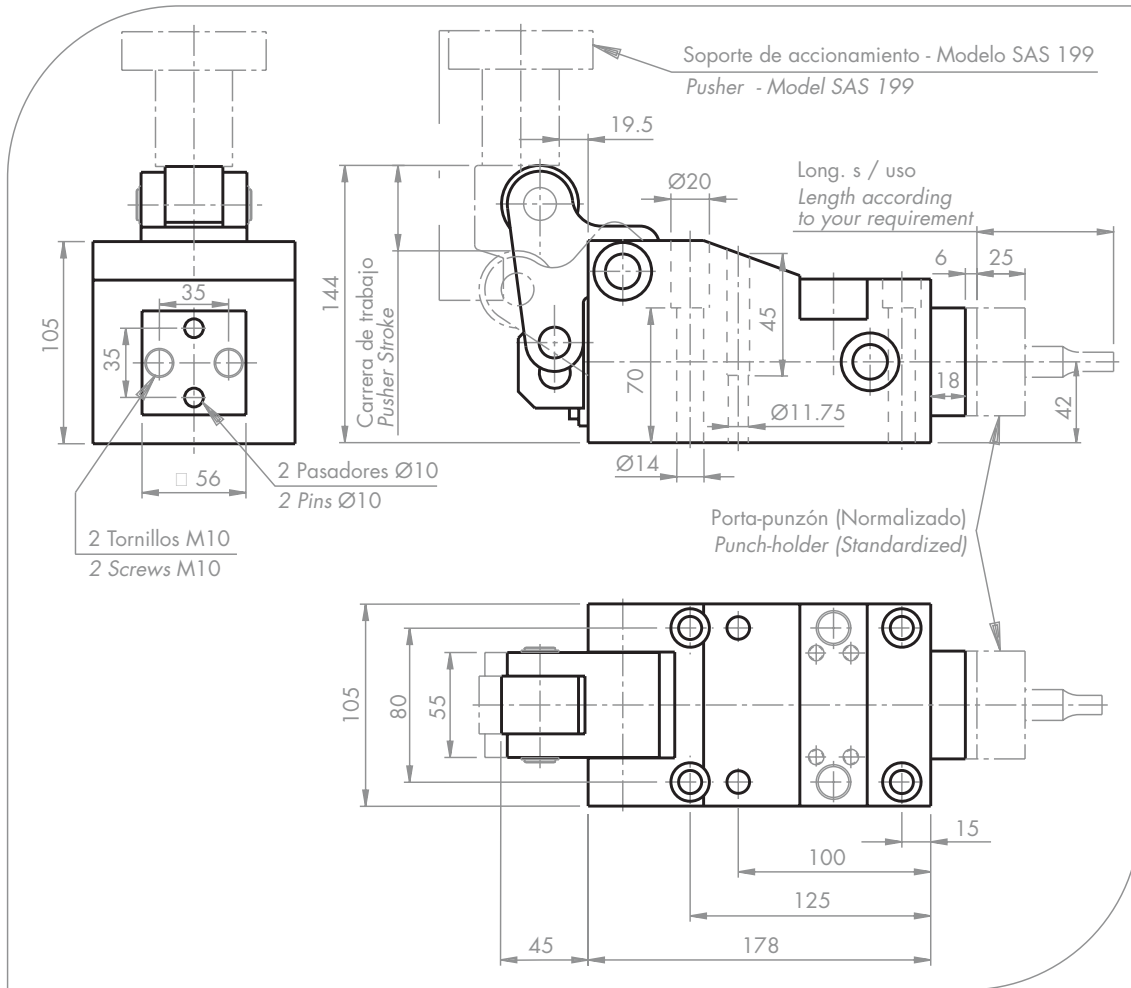 Soporte de accionamiento - Modelo SAS 199
Pusher - Model SAS 199
19.5
Long. s / uso
Length according
to your requirement
Ø20
6
25
35
105
35
144
Carrera de trabajo
Pusher Stroke
45
70
18
42
Ø11.75
Ø14
□ 56
2 Pasadores Ø10
2 Pins Ø10
2 Tornillos M10
2 Screws M10
Porta-punzón (Normalizado)
Punch-holder (Standardized)
105
80
55
15
100
125
45
178